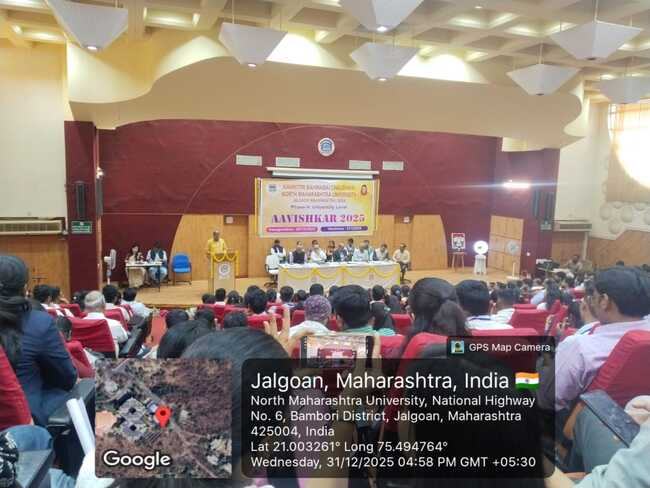 KAVAYITRI BAHINABAI CHAUDHARI
NORTH MAHARASHTRA UNIVERSITY
University Level
AAVISHKAR 2025
GPS Map Camera
Jalgoan, Maharashtra, India
North Maharashtra University, National Highway
No. 6, Bambori District, Jalgoan, Maharashtra
425004, India
Lat 21.003261° Long 75.494764°
Wednesday, 31/12/2025 04:58 PM GMT +05:30
Google